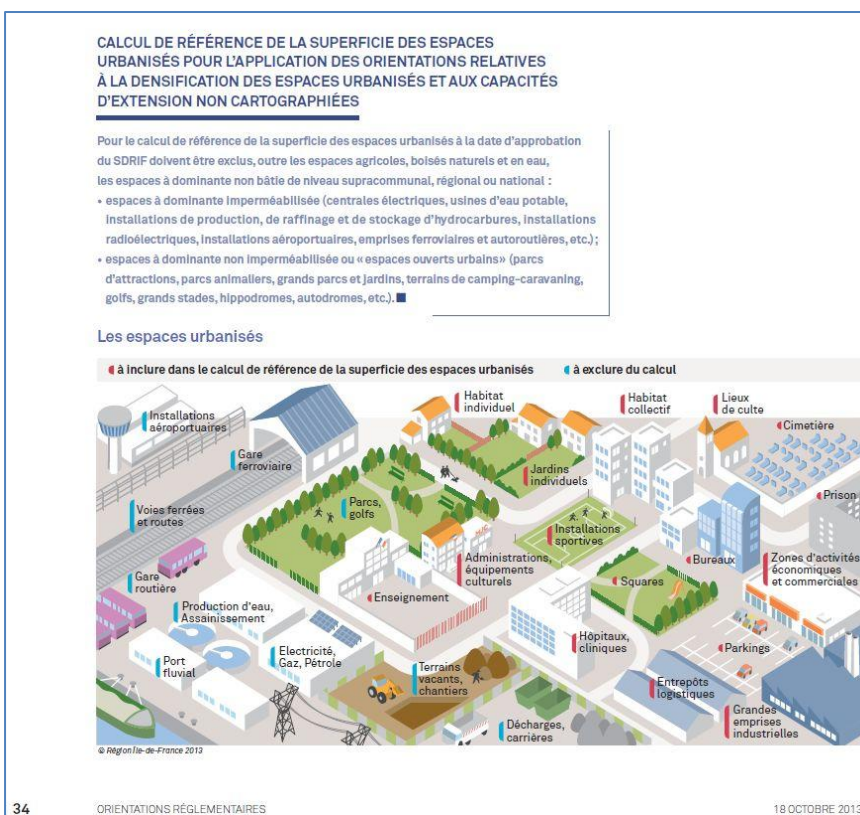 CALCUL DE RÉFÉRENCE DE LA SUPERFICIE DES ESPACES
URBANISÉS POUR L'APPLICATION DES ORIENTATIONS RELATIVES
À LA DENSIFICATION DES ESPACES URBANISÉS ET AUX CAPACITÉS
D'EXTENSION NON CARTOGRAPHIÉES
Pour le calcul de référence de la superficie des espaces urbanisés à la date d'approbation
du SDRIF doivent être exclus, outre les espaces agricoles, boisés naturels et en eau,
les espaces à dominante non bâtie de niveau supracommunal, régional ou national :
• espaces à dominante imperméabilisée (centrales électriques, usines d'eau potable,
installations de production, de raffinage et de stockage d'hydrocarbures, installations
radioélectriques, installations aéroportuaires, emprises ferroviaires et autoroutières, etc.) ;
• espaces à dominante non imperméabilisée ou « espaces ouverts urbains» (parcs
d'attractions, parcs animaliers, grands parcs et jardins, terrains de camping-caravaning,
golfs, grands stades, hippodromes, autodromes, etc.).
Les espaces urbanisés
à inclure dans le calcul de référence de la superficie des espaces urbanisés
à exclure du calcul
Installations
aéroportuaires
Gare
ferroviaire
Habitat
individuel
Habitat
collectif
Lieux
de culte
Cimetière
Jardins
individuels
Prison
Voies ferrées
et routes
Parcs,
golfs
Installations
sportives
MJC
Administrations,
équipements
culturels
Bureaux
Zones d'activités
économiques
et commerciales
Gare
routière
Enseignement
Squares
Production d'eau,
Assainissement
Hôpitaux,
cliniques
Parkings
Electricité,
Gaz, Pétrole
Port
fluvial
Terrains
vacants,
chantiers
Entrepôts
logistiques
Grandes
emprises
industrielles
Décharges,
carrières
© Région Île-de-France 2013
34
ORIENTATIONS RÉGLEMENTAIRES
18 OCTOBRE 2013